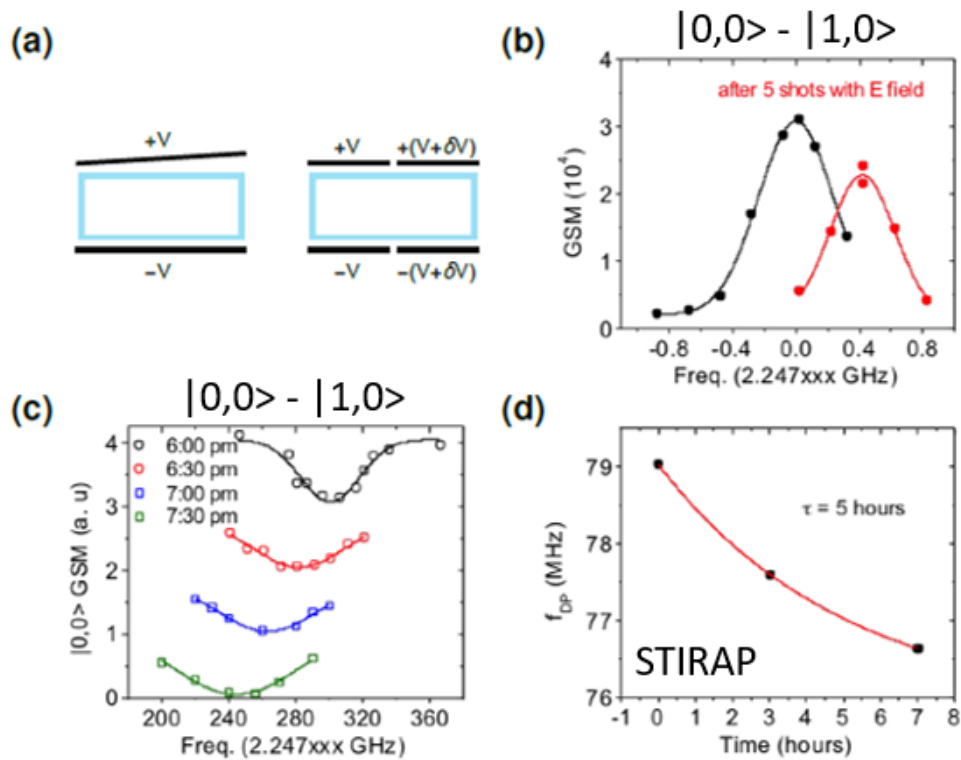 (a)
+V
−V
+V +(V+δV)
−V −(V+δV)
(b)
|0,0> - |1,0>
after 5 shots with E field
GSM (10⁴)
4
3
2
1
0
-0.8 -0.4 0.0 0.4 0.8
Freq. (2.247xxx GHz)
(c)
|0,0> - |1,0>
6:00 pm
6:30 pm
7:00 pm
7:30 pm
|0,0> GSM (a. u)
4
3
2
1
0
200 240 280 320 360
Freq. (2.247xxx GHz)
(d)
τ = 5 hours
f_DP (MHz)
79
78
77
76
STIRAP
-1 0 1 2 3 4 5 6 7 8
Time (hours)